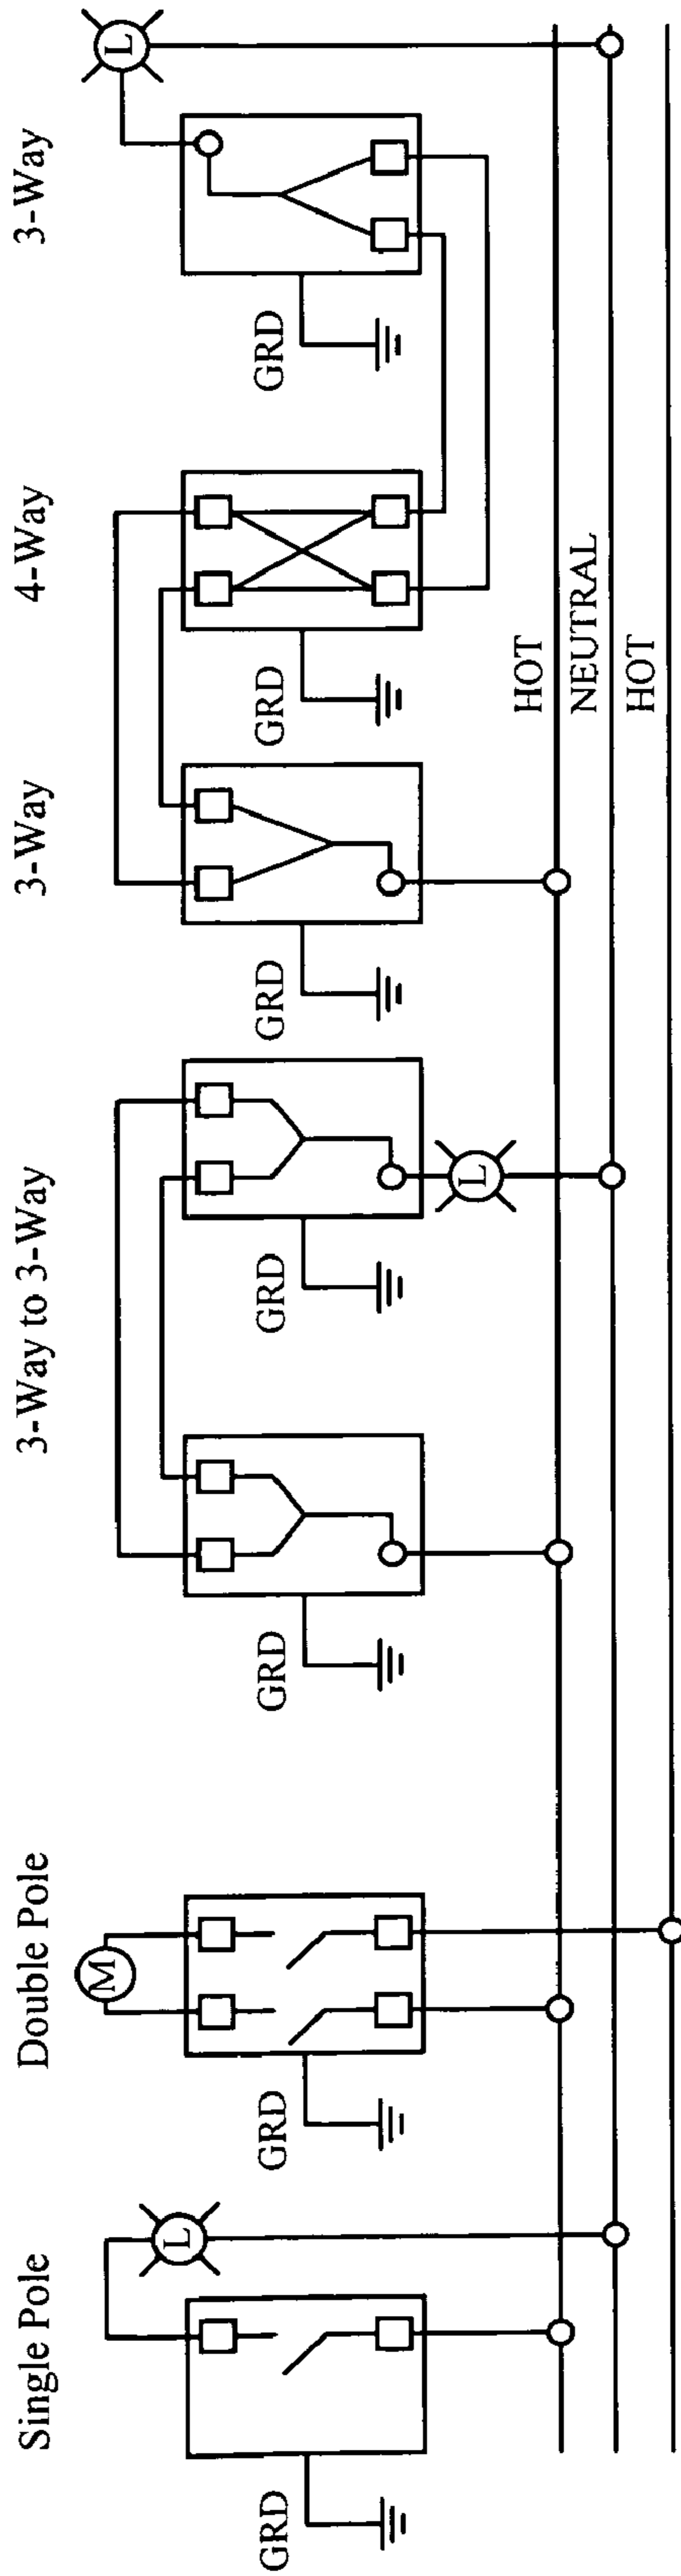 Single Pole
Double Pole
3-Way to 3-Way
3-Way
4-Way
3-Way
L
M
L
L
GRD
GRD
GRD
GRD
GRD
GRD
GRD
HOT
NEUTRAL
HOT